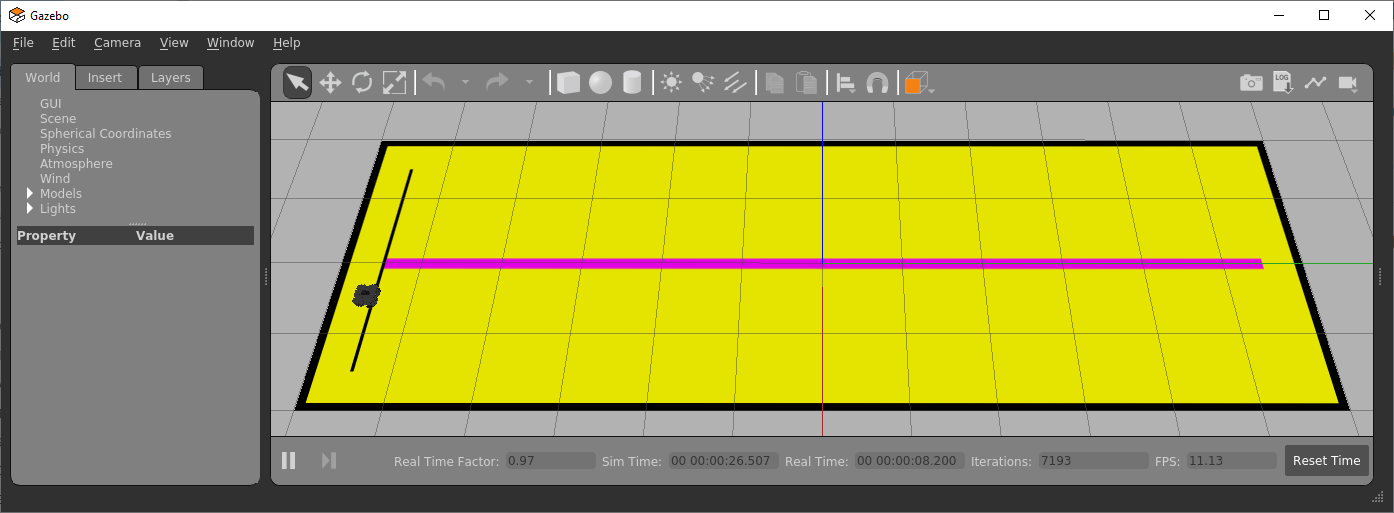 Gazebo
File Edit Camera View Window Help
World Insert Layers
GUI
Scene
Spherical Coordinates
Physics
Atmosphere
Wind
Models
Lights
Property Value
LOG
Real Time Factor: 0.97 Sim Time: 00 00:00:26.507 Real Time: 00 00:00:08.200 Iterations: 7193 FPS: 11.13 Reset Time